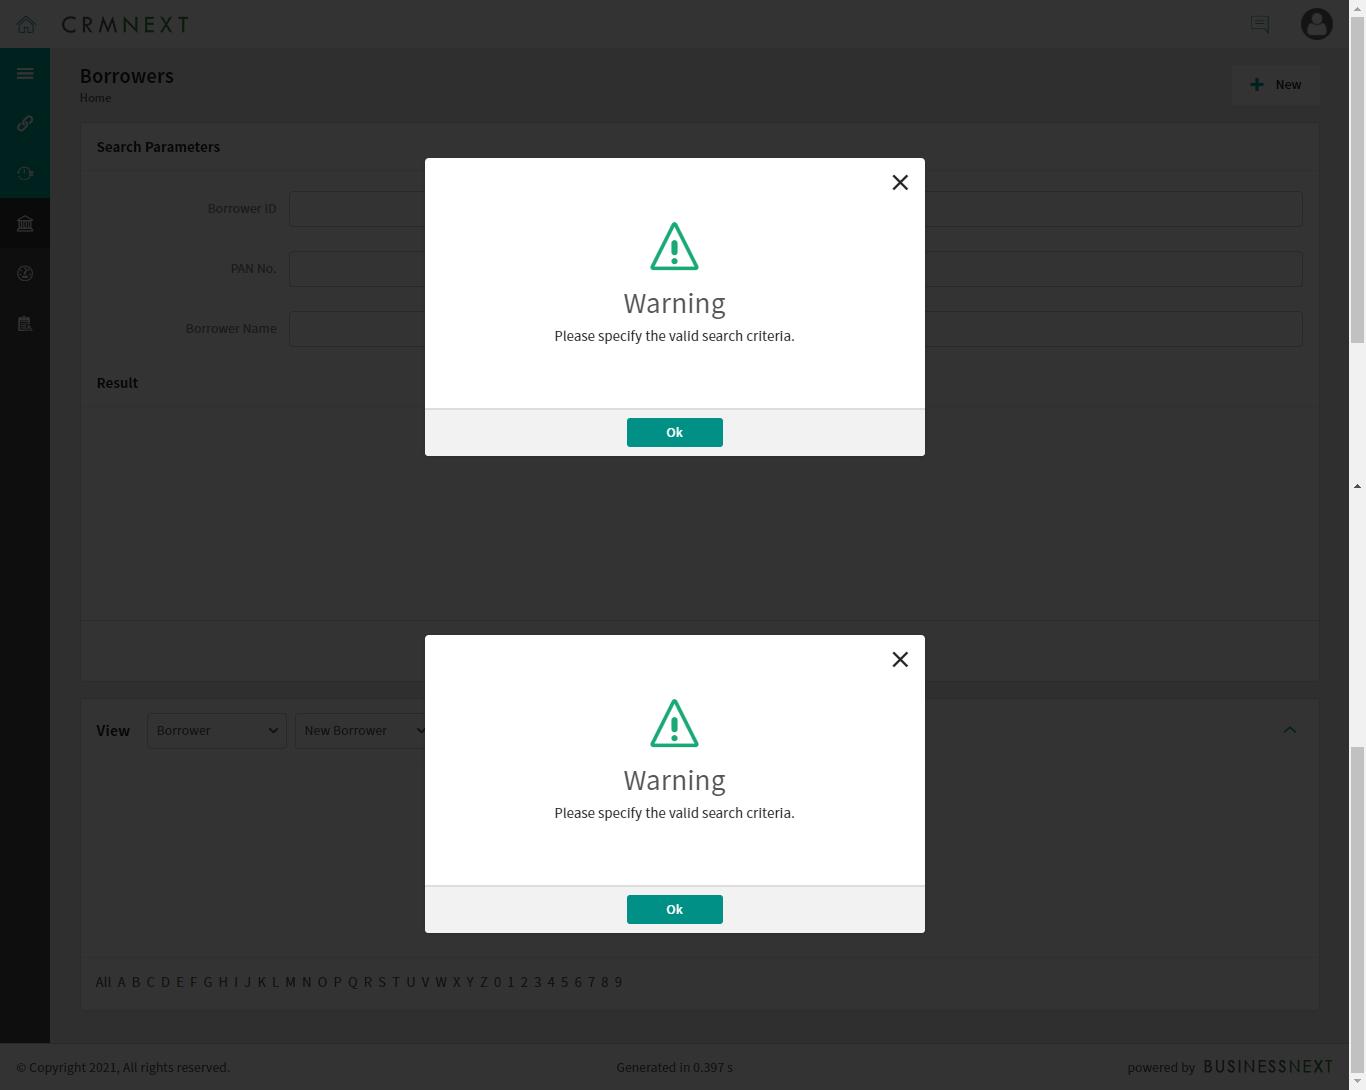 CRMNEXT
Borrowers
Home
New
Search Parameters
Borrower ID
PAN No.
Borrower Name
Result
Warning
Please specify the valid search criteria.
Ok
View Borrower New Borrower
Warning
Please specify the valid search criteria.
Ok
All A B C D E F G H I J K L M N O P Q R S T U V W X Y Z 0 1 2 3 4 5 6 7 8 9
© Copyright 2021, All rights reserved. Generated in 0.397 s powered by BUSINESSNEXT